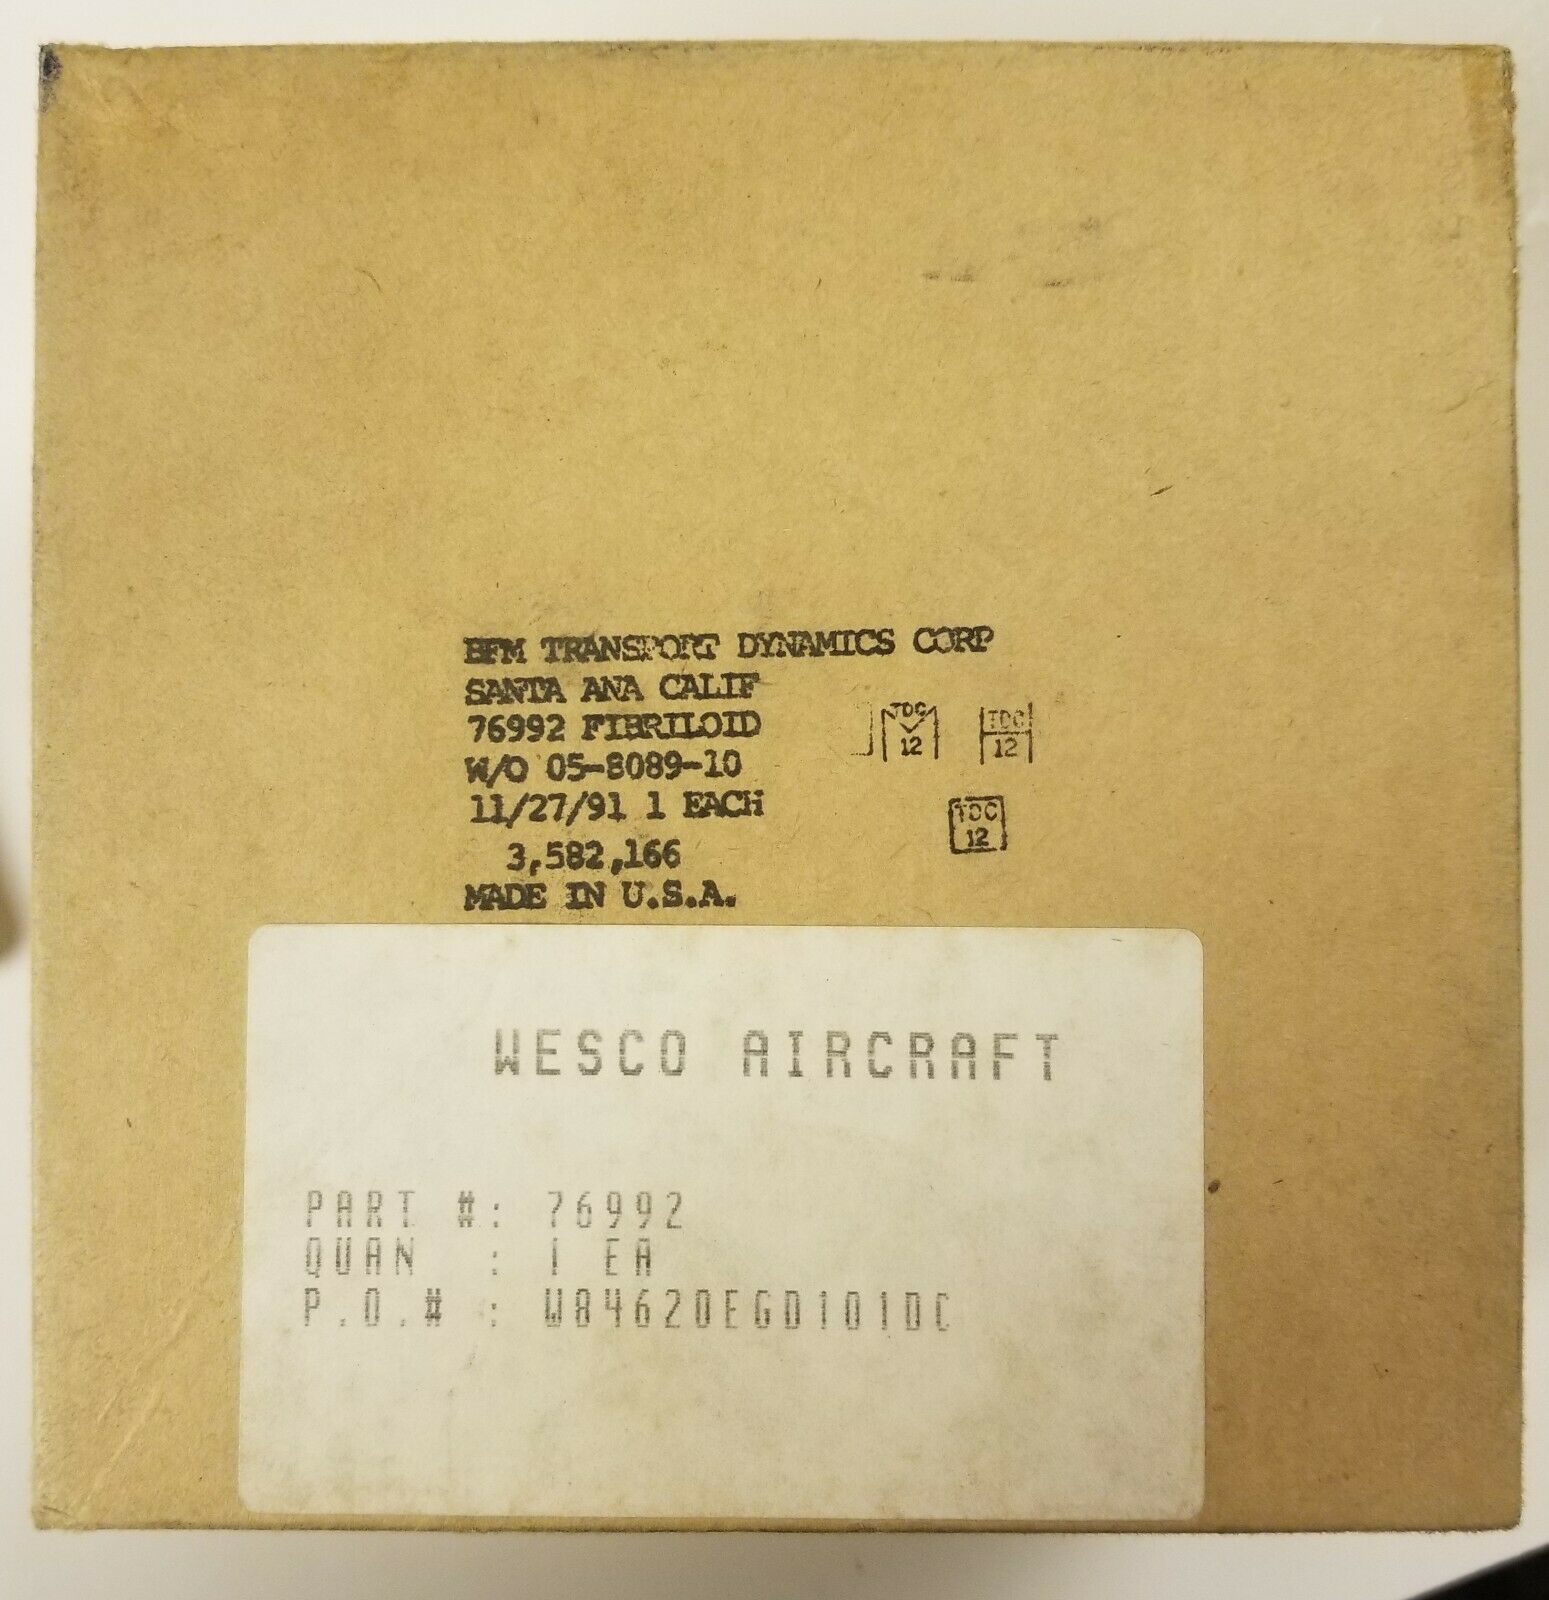 BFM TRANSPORT DYNAMICS CORP
SANTA ANA CALIF
76992 FIBRILOID
W/O 05-8089-10
11/27/91 1 EACH
3,582,166
MADE IN U.S.A.
TDC
12
TDC
12
TDC
12
WESCO AIRCRAFT
PART #: 76992
QUAN : 1 EA
P.O.# : W84620EGD101DC